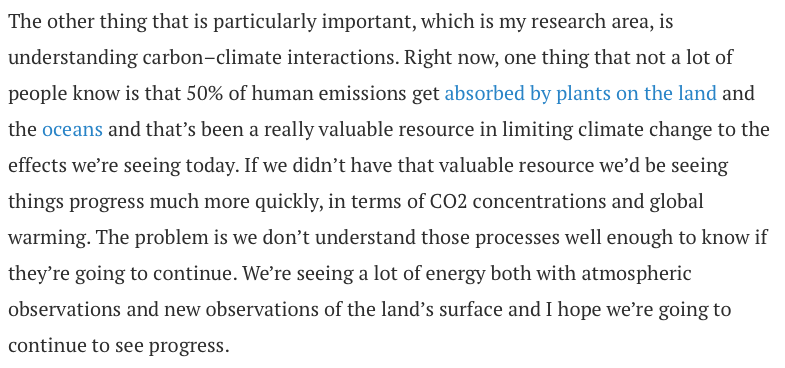 The other thing that is particularly important, which is my research area, is
understanding carbon–climate interactions. Right now, one thing that not a lot of
people know is that 50% of human emissions get absorbed by plants on the land and
the oceans and that’s been a really valuable resource in limiting climate change to the
effects we’re seeing today. If we didn’t have that valuable resource we’d be seeing
things progress much more quickly, in terms of CO2 concentrations and global
warming. The problem is we don’t understand those processes well enough to know if
they’re going to continue. We’re seeing a lot of energy both with atmospheric
observations and new observations of the land’s surface and I hope we’re going to
continue to see progress.